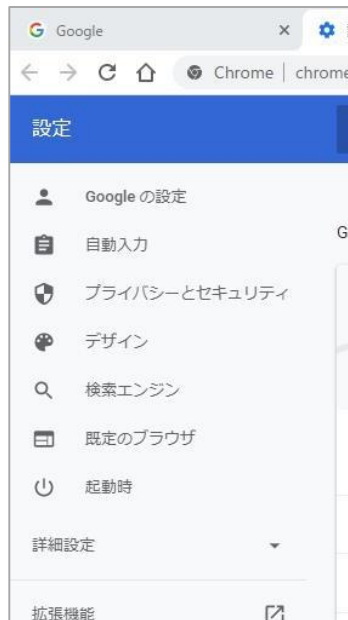 Google
Chrome | chrome
設定
Google の設定
自動入力
プライバシーとセキュリティ
デザイン
検索エンジン
既定のブラウザ
起動時
詳細設定
拡張機能